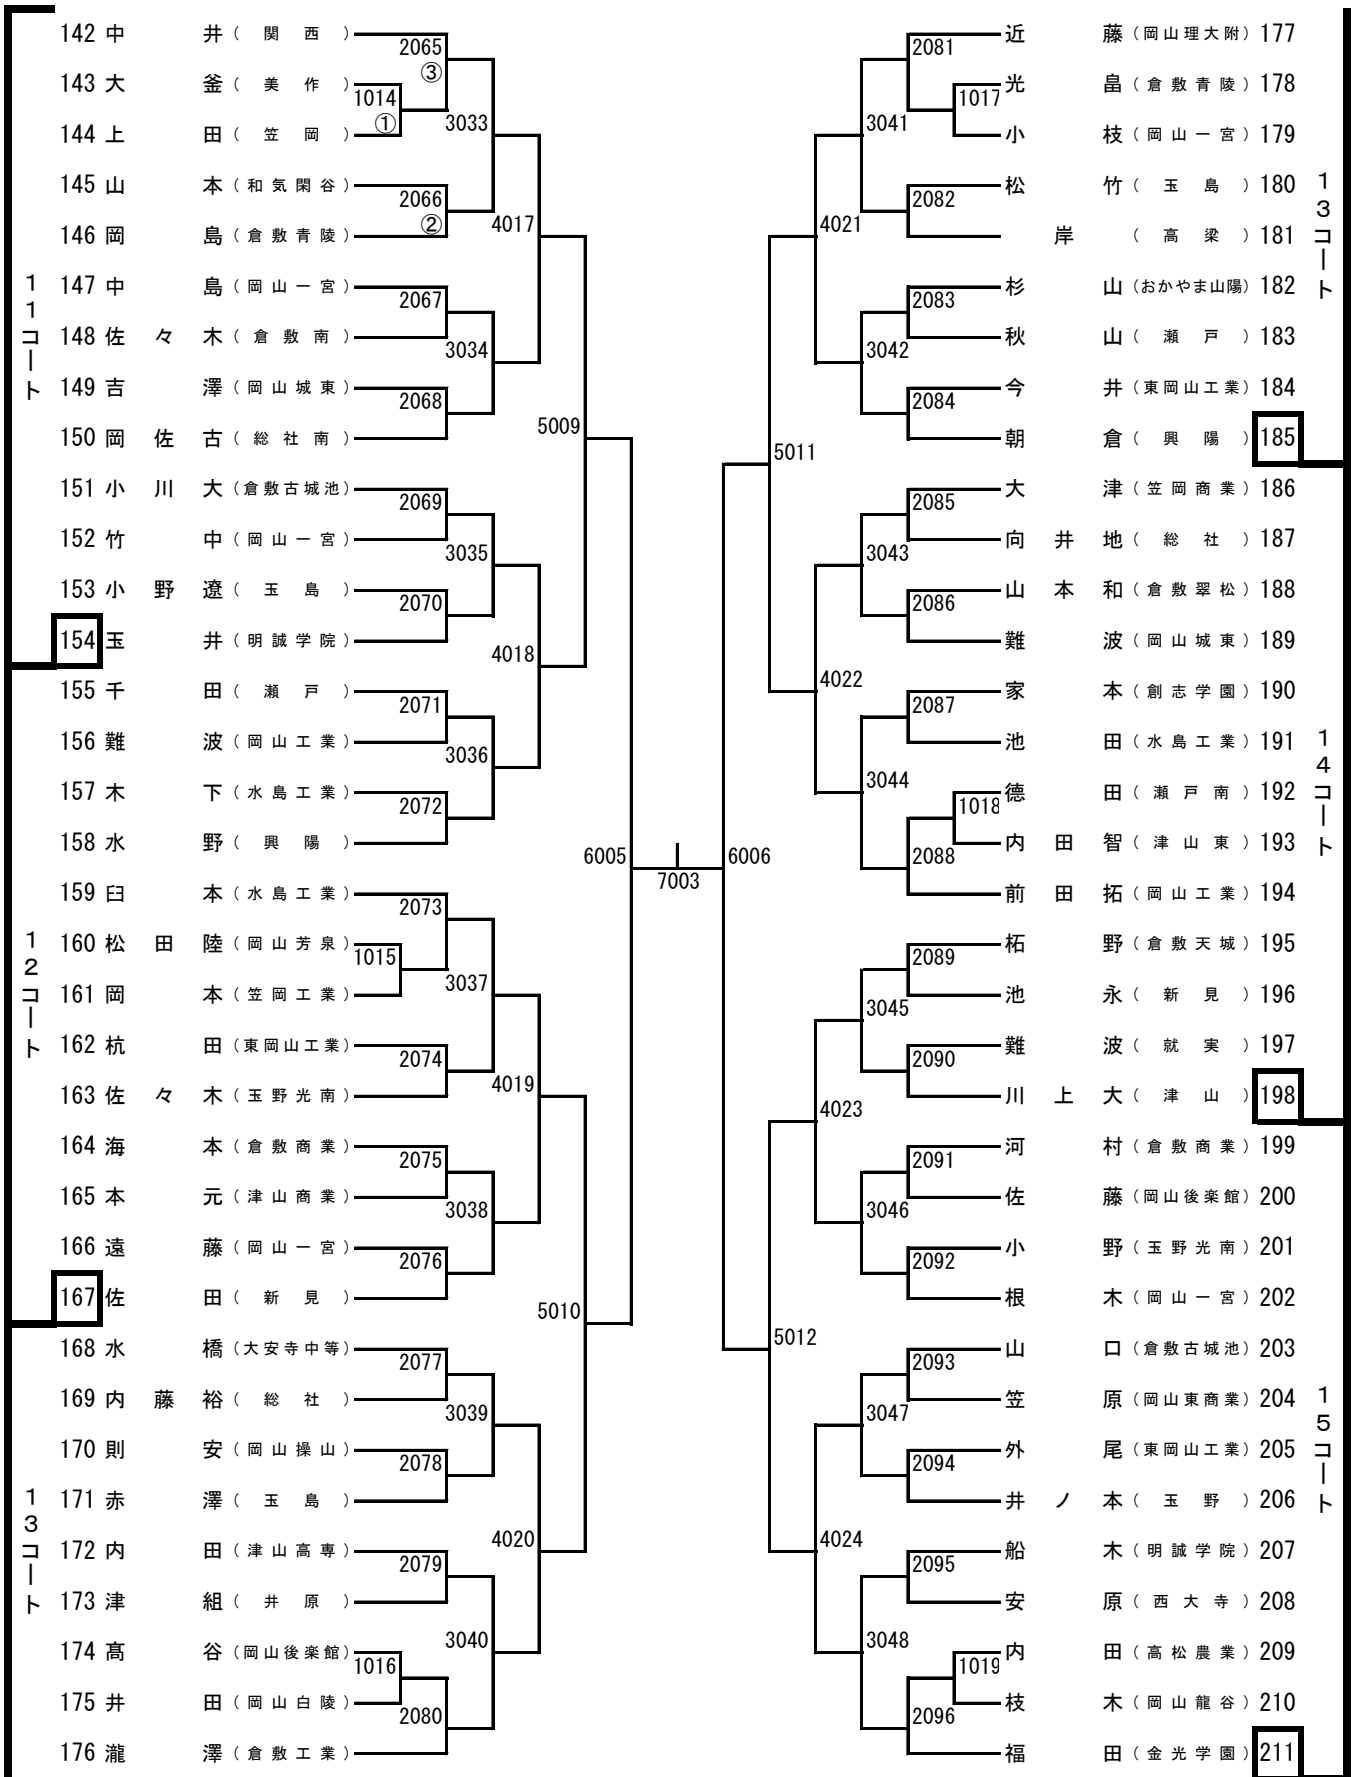 142 中 井 ( 関 西 )
143 大 釜 ( 美 作 )
144 上 田 ( 笠 岡 )
145 山 本 ( 和 気 閑 谷 )
146 岡 島 ( 倉 敷 青 陵 )
147 中 島 ( 岡 山 一 宮 )
148 佐 々 木 ( 倉 敷 南 )
149 吉 澤 ( 岡 山 城 東 )
150 岡 佐 古 ( 総 社 南 )
151 小 川 大 ( 倉敷古城池 )
152 竹 中 ( 岡 山 一 宮 )
153 小 野 遼 ( 玉 島 )
154 玉 井 ( 明 誠 学 院 )
155 千 田 ( 瀬 戸 )
156 難 波 ( 岡 山 工 業 )
157 木 下 ( 水 島 工 業 )
158 水 野 ( 興 陽 )
159 臼 本 ( 水 島 工 業 )
160 松 田 陸 ( 岡 山 芳 泉 )
161 岡 本 ( 笠 岡 工 業 )
162 杭 田 ( 東岡山工業 )
163 佐 々 木 ( 玉 野 光 南 )
164 海 本 ( 倉 敷 商 業 )
165 本 元 ( 津 山 商 業 )
166 遠 藤 ( 岡 山 一 宮 )
167 佐 田 ( 新 見 )
168 水 橋 ( 大安寺中等 )
169 内 藤 裕 ( 総 社 )
170 則 安 ( 岡 山 操 山 )
171 赤 澤 ( 玉 島 )
172 内 田 ( 津 山 高 専 )
173 津 組 ( 井 原 )
174 髙 谷 ( 岡山後楽館 )
175 井 田 ( 岡 山 白 陵 )
176 瀧 澤 ( 倉 敷 工 業 )
11コート
12コート
13コート
1014
①
1015
1016
2065
③
2066
②
2067
2068
2069
2070
2071
2072
2073
2074
2075
2076
2077
2078
2079
2080
3033
3034
3035
3036
3037
3038
3039
3040
4017
4018
4019
4020
5009
5010
6005
7003
6006
5011
5012
4021
4022
4023
4024
3041
3042
3043
3044
3045
3046
3047
3048
2081
2082
2083
2084
2085
2086
2087
2088
2089
2090
2091
2092
2093
2094
2095
2096
1017
1018
1019
近 藤 ( 岡山理大附 ) 177
光 畠 ( 倉 敷 青 陵 ) 178
小 枝 ( 岡 山 一 宮 ) 179
松 竹 ( 玉 島 ) 180
岸 ( 高 梁 ) 181
杉 山 ( おかやま山陽 ) 182
秋 山 ( 瀬 戸 ) 183
今 井 ( 東岡山工業 ) 184
朝 倉 ( 興 陽 ) 185
大 津 ( 笠 岡 商 業 ) 186
向 井 地 ( 総 社 ) 187
山 本 和 ( 倉 敷 翠 松 ) 188
難 波 ( 岡 山 城 東 ) 189
家 本 ( 創 志 学 園 ) 190
池 田 ( 水 島 工 業 ) 191
德 田 ( 瀬 戸 南 ) 192
内 田 智 ( 津 山 東 ) 193
前 田 拓 ( 岡 山 工 業 ) 194
柘 野 ( 倉 敷 天 城 ) 195
池 永 ( 新 見 ) 196
難 波 ( 就 実 ) 197
川 上 大 ( 津 山 ) 198
河 村 ( 倉 敷 商 業 ) 199
佐 藤 ( 岡山後楽館 ) 200
小 野 ( 玉 野 光 南 ) 201
根 木 ( 岡 山 一 宮 ) 202
山 口 ( 倉敷古城池 ) 203
笠 原 ( 岡山東商業 ) 204
外 尾 ( 東岡山工業 ) 205
井 ノ 本 ( 玉 野 ) 206
船 木 ( 明 誠 学 院 ) 207
安 原 ( 西 大 寺 ) 208
内 田 ( 高 松 農 業 ) 209
枝 木 ( 岡 山 龍 谷 ) 210
福 田 ( 金 光 学 園 ) 211
13コート
14コート
15コート